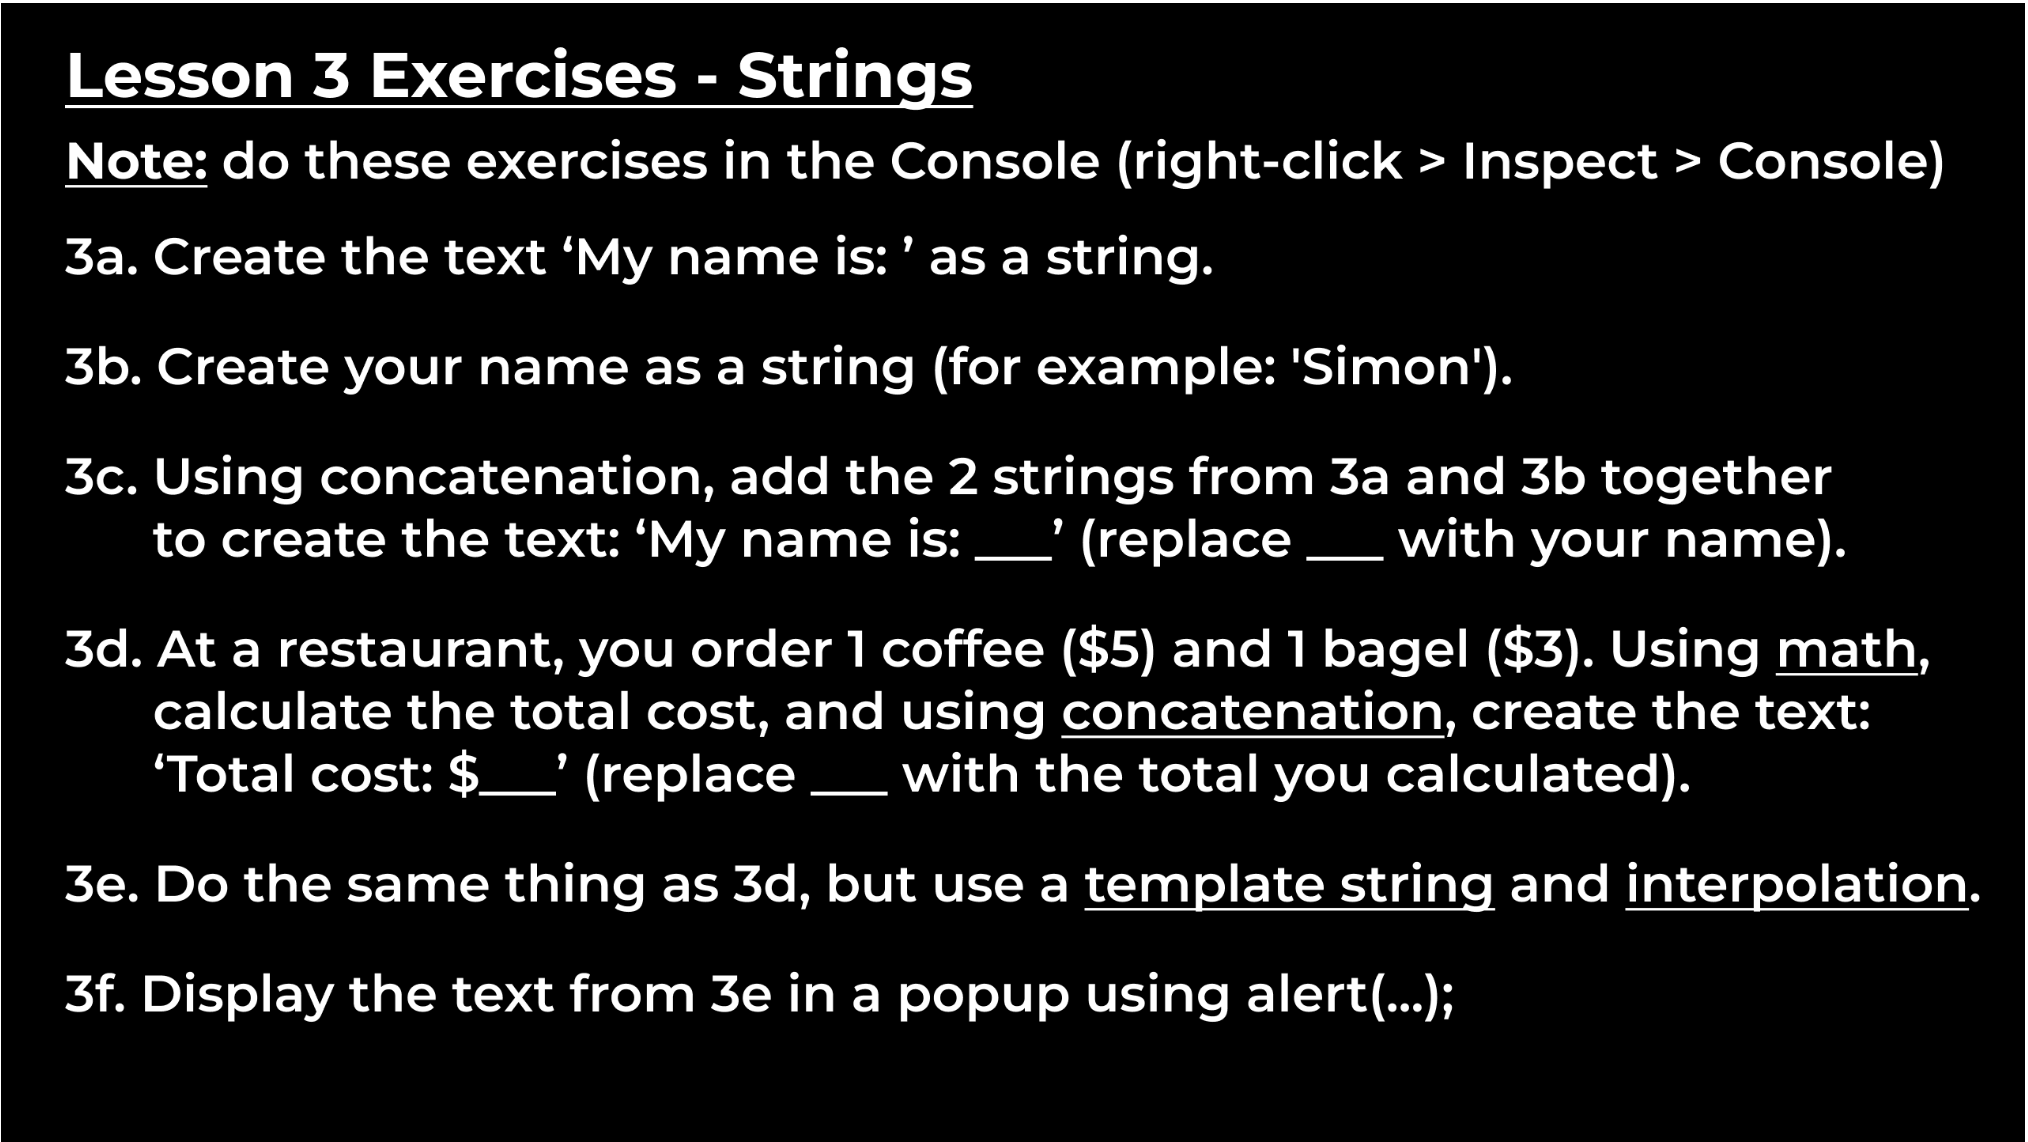 Lesson 3 Exercises - Strings
Note: do these exercises in the Console (right-click > Inspect > Console)
3a. Create the text ‘My name is: ’ as a string.
3b. Create your name as a string (for example: 'Simon').
3c. Using concatenation, add the 2 strings from 3a and 3b together
to create the text: ‘My name is: ___’ (replace ___ with your name).
3d. At a restaurant, you order 1 coffee ($5) and 1 bagel ($3). Using math,
calculate the total cost, and using concatenation, create the text:
‘Total cost: $___’ (replace ___ with the total you calculated).
3e. Do the same thing as 3d, but use a template string and interpolation.
3f. Display the text from 3e in a popup using alert(...);